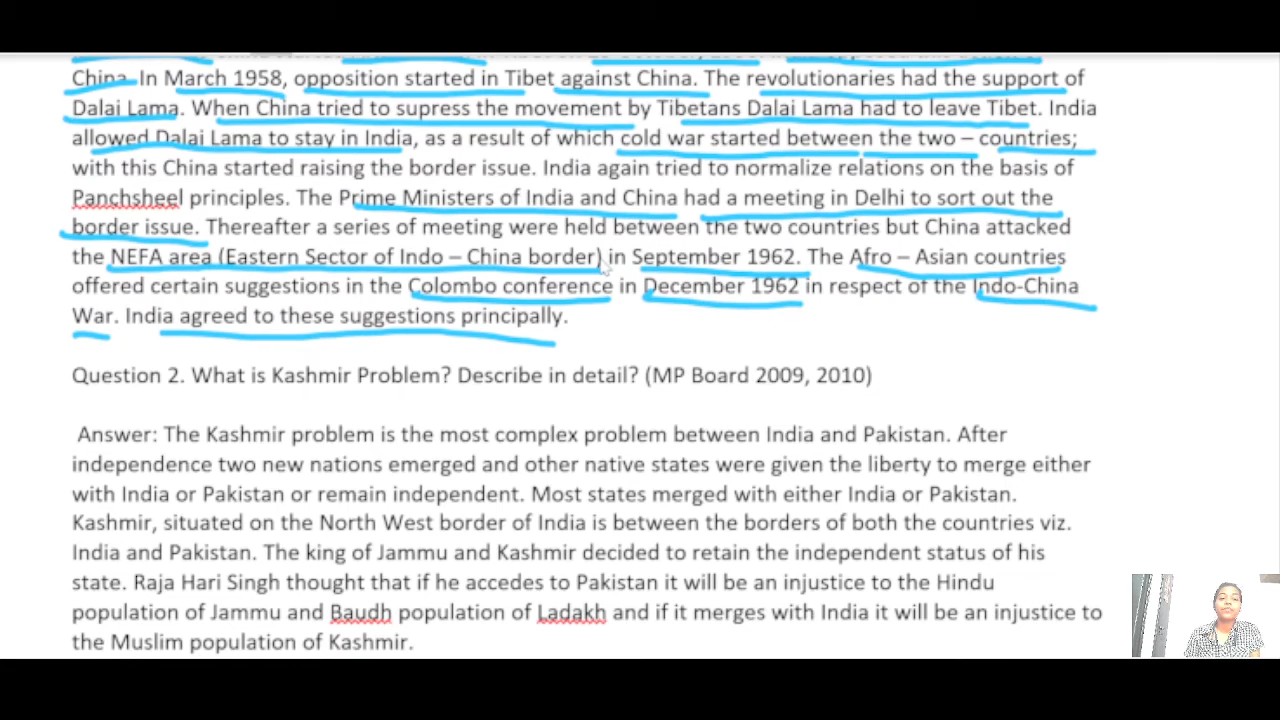 China. In March 1958, opposition started in Tibet against China. The revolutionaries had the support of
Dalai Lama. When China tried to supress the movement by Tibetans Dalai Lama had to leave Tibet. India
allowed Dalai Lama to stay in India, as a result of which cold war started between the two – countries;
with this China started raising the border issue. India again tried to normalize relations on the basis of
Panchsheel principles. The Prime Ministers of India and China had a meeting in Delhi to sort out the
border issue. Thereafter a series of meeting were held between the two countries but China attacked
the NEFA area (Eastern Sector of Indo – China border) in September 1962. The Afro – Asian countries
offered certain suggestions in the Colombo conference in December 1962 in respect of the Indo-China
War. India agreed to these suggestions principally.
Question 2. What is Kashmir Problem? Describe in detail? (MP Board 2009, 2010)
Answer: The Kashmir problem is the most complex problem between India and Pakistan. After
independence two new nations emerged and other native states were given the liberty to merge either
with India or Pakistan or remain independent. Most states merged with either India or Pakistan.
Kashmir, situated on the North West border of India is between the borders of both the countries viz.
India and Pakistan. The king of Jammu and Kashmir decided to retain the independent status of his
state. Raja Hari Singh thought that if he accedes to Pakistan it will be an injustice to the Hindu
population of Jammu and Baudh population of Ladakh and if it merges with India it will be an injustice to
the Muslim population of Kashmir.